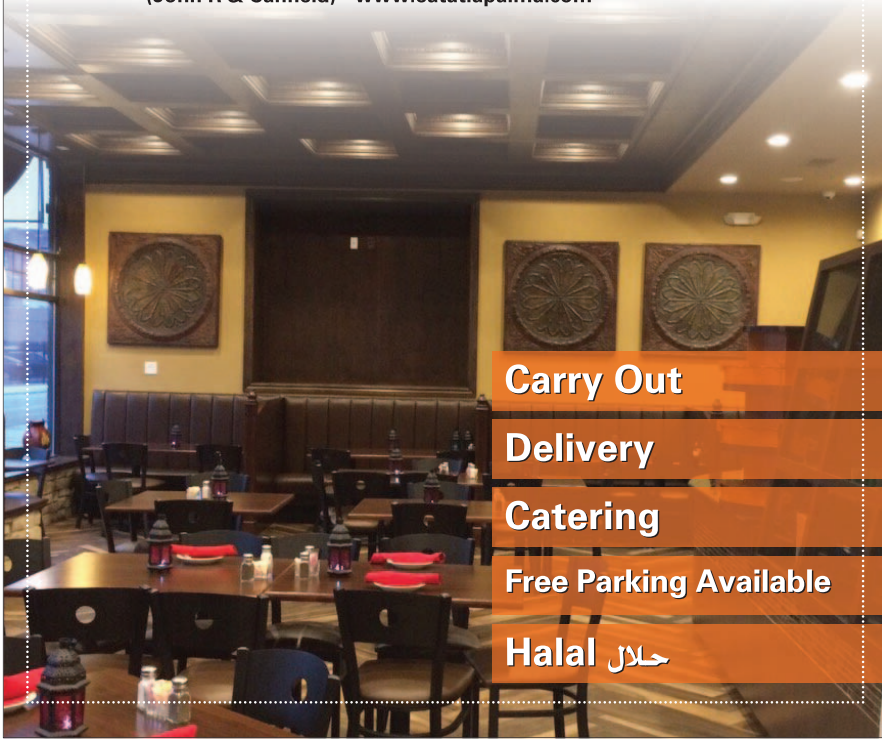 Carry Out
Delivery
Catering
Free Parking Available
Halal حلال